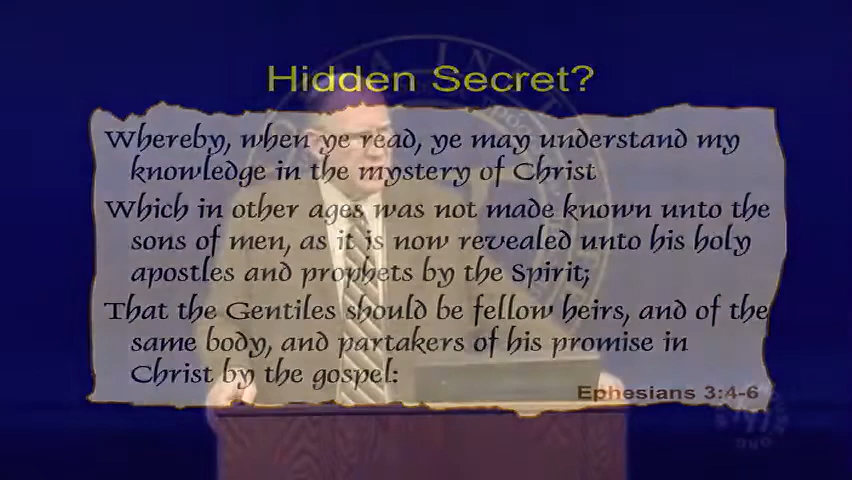 Hidden Secret?
Whereby, when ye read, ye may understand my
knowledge in the mystery of Christ
Which in other ages was not made known unto the
sons of men, as it is now revealed unto his holy
apostles and prophets by the Spirit;
That the Gentiles should be fellow heirs, and of the
same body, and partakers of his promise in
Christ by the gospel:
Ephesians 3:4-6